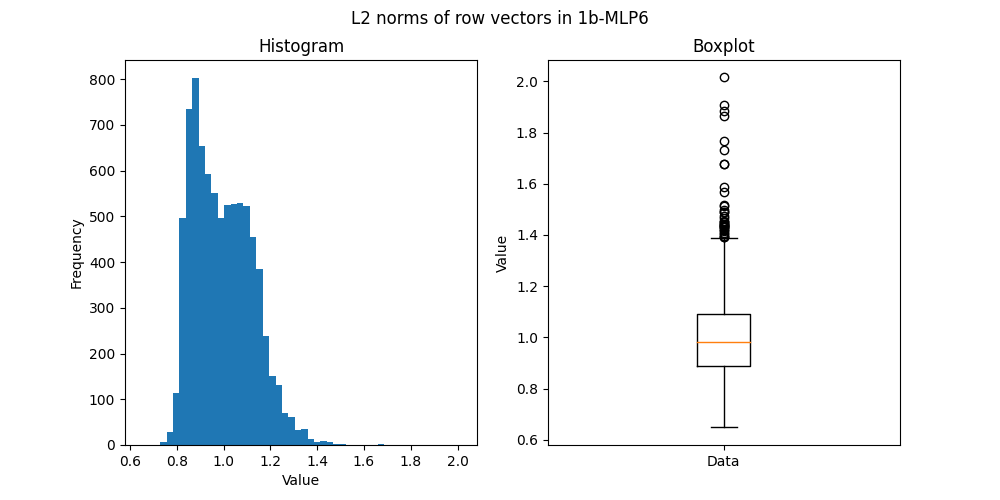 L2 norms of row vectors in 1b-MLP6
Histogram
Frequency
800
700
600
500
400
300
200
100
0
0.6 0.8 1.0 1.2 1.4 1.6 1.8 2.0
Value
Boxplot
Value
2.0
1.8
1.6
1.4
1.2
1.0
0.8
0.6
Data